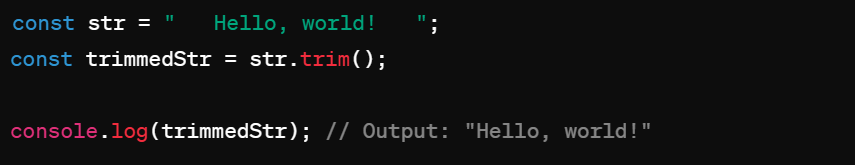 const str = "   Hello, world!   ";
const trimmedStr = str.trim();
console.log(trimmedStr); // Output: "Hello, world!"